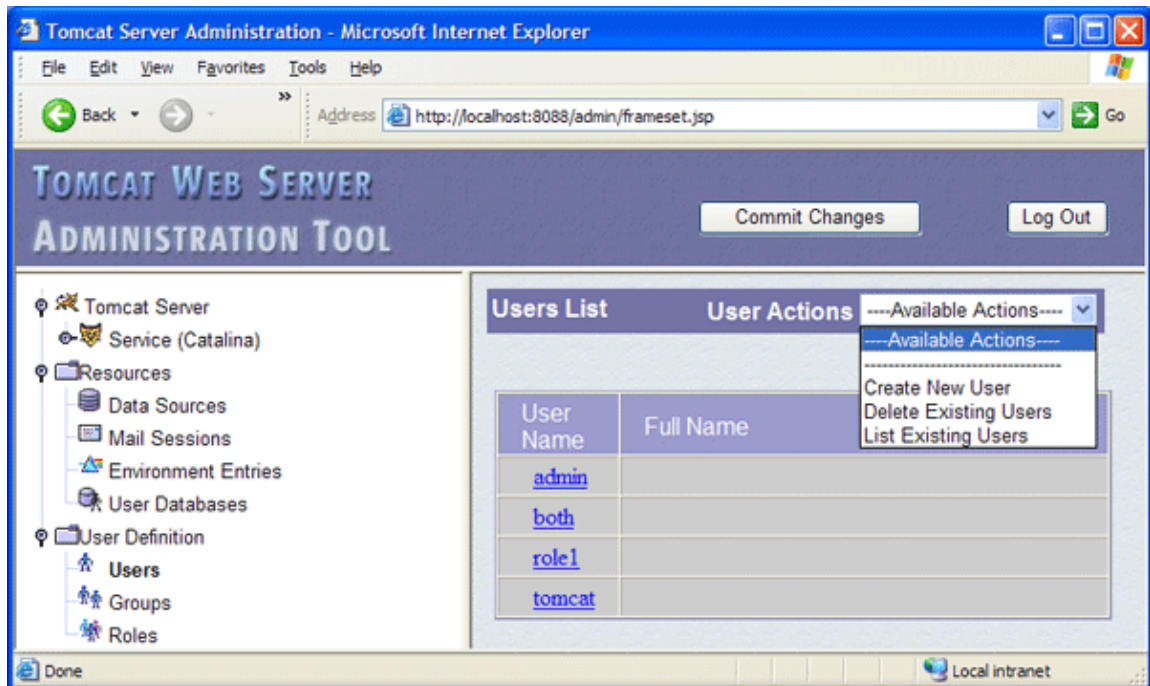 Tomcat Server Administration - Microsoft Internet Explorer
File Edit View Favorites Tools Help
Back » Address http://localhost:8088/admin/frameset.jsp Go
TOMCAT WEB SERVER
ADMINISTRATION TOOL
Commit Changes Log Out
Tomcat Server
Service (Catalina)
Resources
Data Sources
Mail Sessions
Environment Entries
User Databases
User Definition
Users
Groups
Roles
Users List User Actions ----Available Actions----
----Available Actions----
---------------------------------
Create New User
Delete Existing Users
List Existing Users
User
Name
Full Name
admin
both
role1
tomcat
Done Local intranet